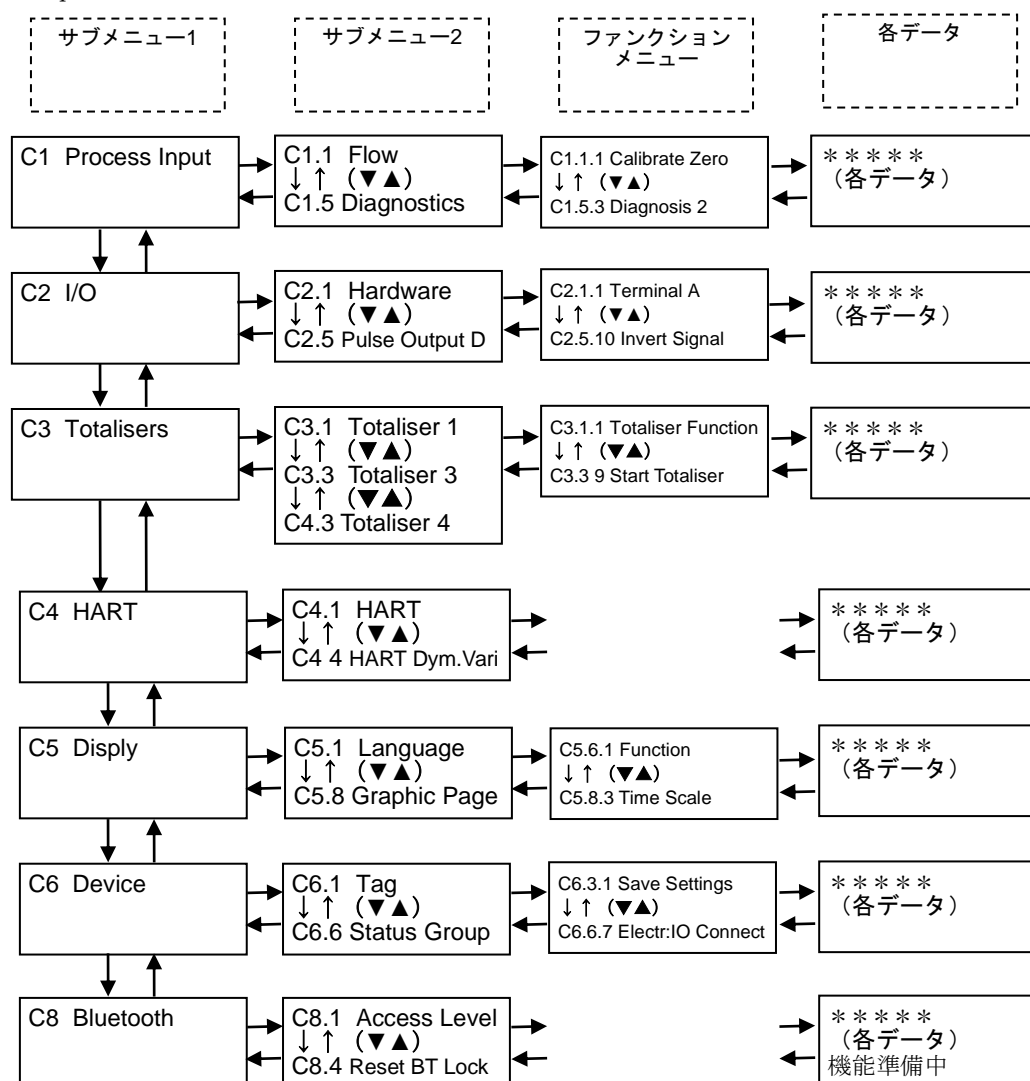 サブメニュー1
サブメニュー2
ファンクション
メニュー
各データ
C1 Process Input
C1.1 Flow
↓ ↑ (▼▲)
C1.5 Diagnostics
C1.1.1 Calibrate Zero
↓ ↑ (▼▲)
C1.5.3 Diagnosis 2
＊＊＊＊＊
(各データ)
C2 I/O
C2.1 Hardware
↓ ↑ (▼▲)
C2.5 Pulse Output D
C2.1.1 Terminal A
↓ ↑ (▼▲)
C2.5.10 Invert Signal
＊＊＊＊＊
(各データ)
C3 Totalisers
C3.1 Totaliser 1
↓ ↑ (▼▲)
C3.3 Totaliser 3
↓ ↑ (▼▲)
C4.3 Totaliser 4
C3.1.1 Totaliser Function
↓ ↑ (▼▲)
C3.3 9 Start Totaliser
＊＊＊＊＊
(各データ)
C4 HART
C4.1 HART
↓ ↑ (▼▲)
C4 4 HART Dym.Vari
＊＊＊＊＊
(各データ)
C5 Disply
C5.1 Language
↓ ↑ (▼▲)
C5.8 Graphic Page
C5.6.1 Function
↓ ↑ (▼▲)
C5.8.3 Time Scale
＊＊＊＊＊
(各データ)
C6 Device
C6.1 Tag
↓ ↑ (▼▲)
C6.6 Status Group
C6.3.1 Save Settings
↓ ↑ (▼▲)
C6.6.7 Electr:IO Connect
＊＊＊＊＊
(各データ)
C8 Bluetooth
C8.1 Access Level
↓ ↑ (▼▲)
C8.4 Reset BT Lock
＊＊＊＊＊
(各データ)
機能準備中